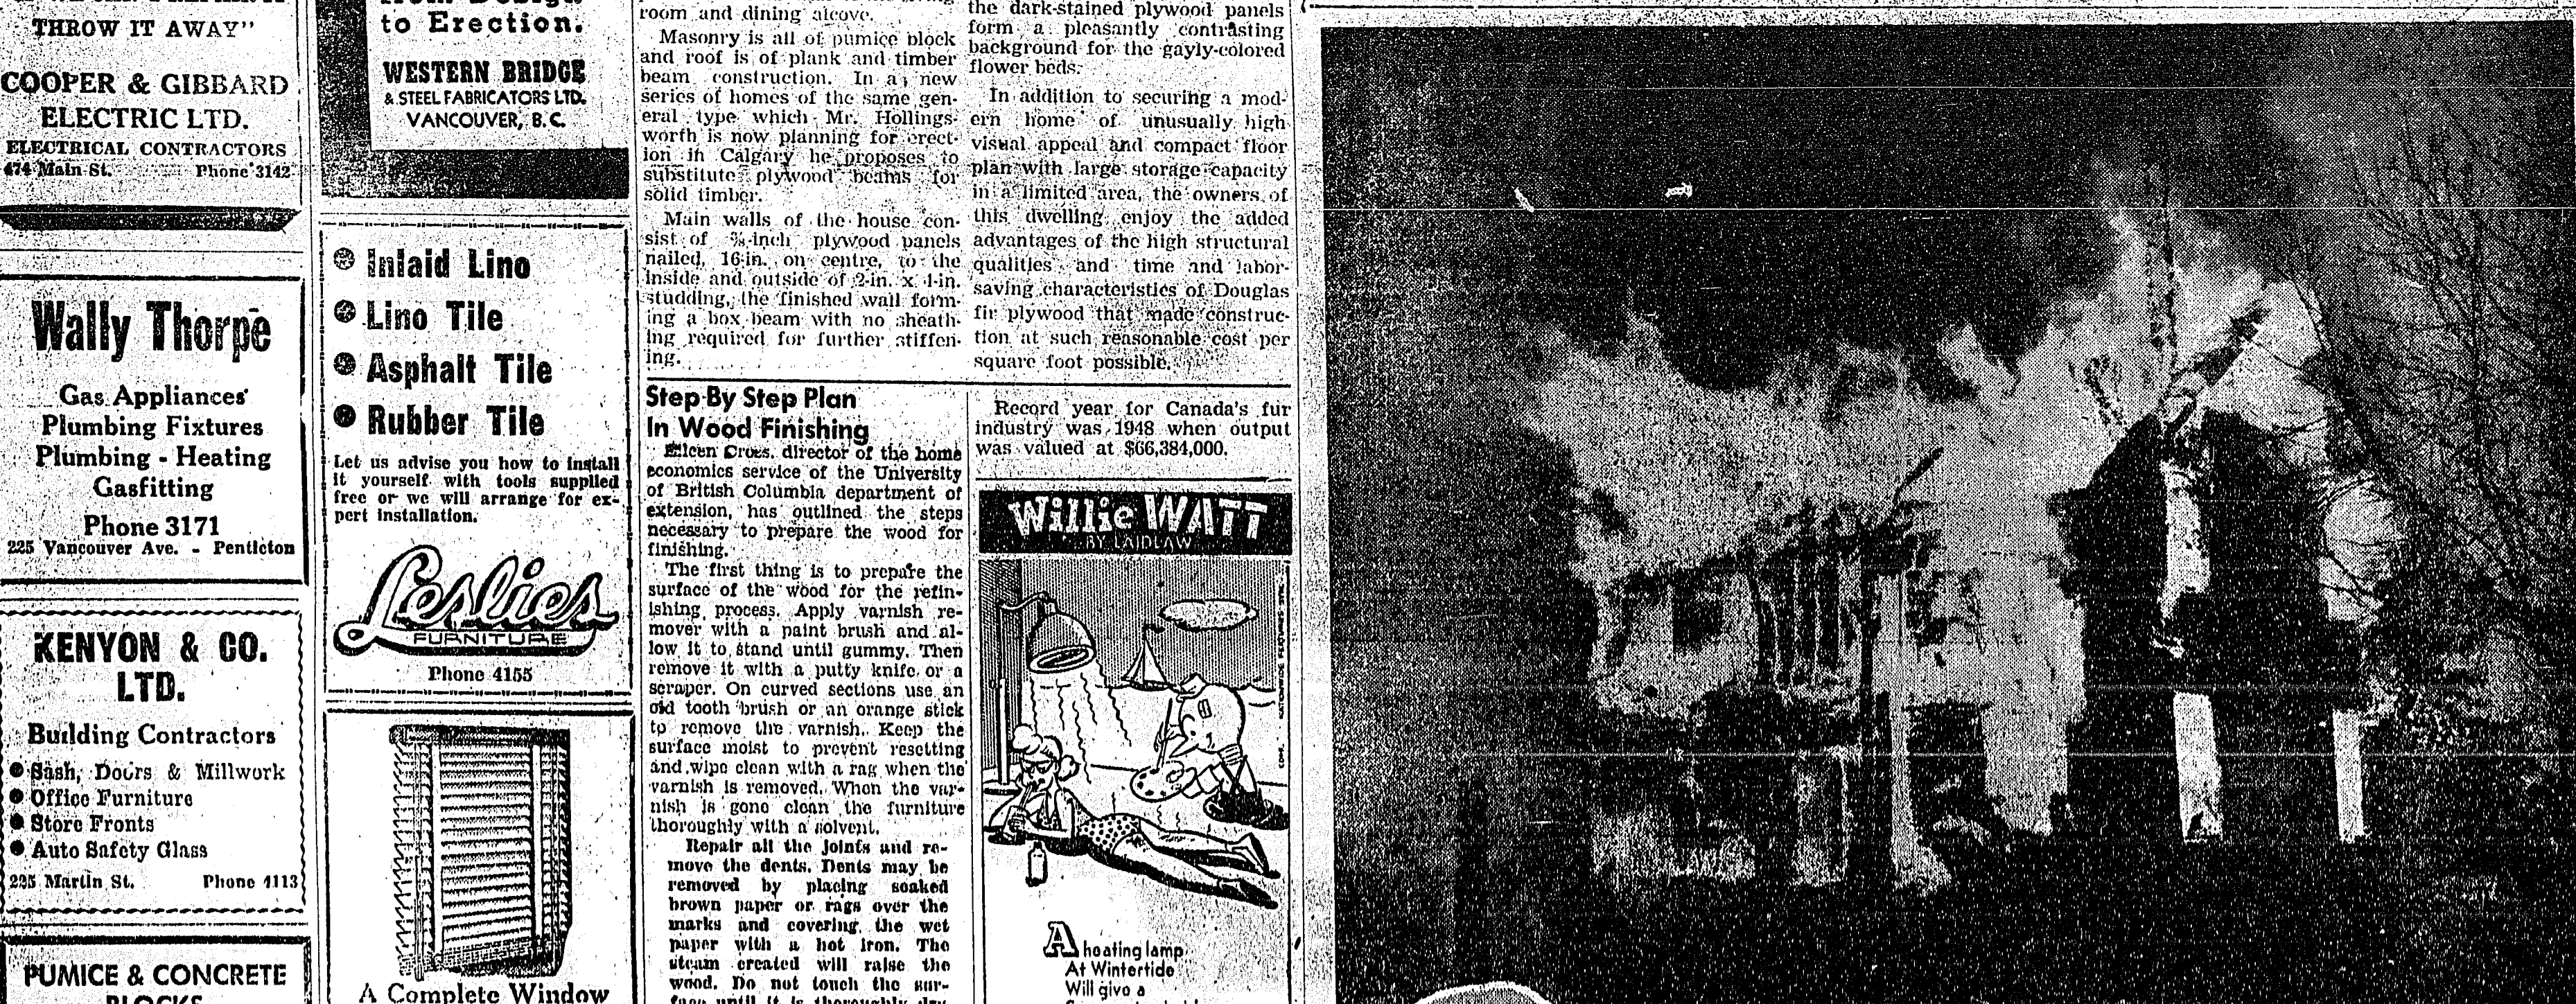 THROW IT AWAY"
COOPER & GIBBARD
ELECTRIC LTD.
ELECTRICAL CONTRACTORS
474 Main St. Phone 3142
Wally Thorpe
Gas Appliances
Plumbing Fixtures
Plumbing - Heating
Gasfitting
Phone 3171
225 Vancouver Ave. - Penticton
KENYON & CO.
LTD.
Building Contractors
Sash, Doors & Millwork
Office Furniture
Store Fronts
Auto Safety Glass
225 Martin St. Phone 4113
PUMICE & CONCRETE
BLOCKS
to Erection.
WESTERN BRIDGE
& STEEL FABRICATORS LTD.
VANCOUVER, B.C.
Inlaid Lino
Lino Tile
Asphalt Tile
Rubber Tile
Let us advise you how to install
it yourself with tools supplied
free or we will arrange for ex-
pert installation.
Leslies
FURNITURE
Phone 4155
A Complete Window
room and dining alcove.
Masonry is all of pumice block
and roof is of plank and timber
beam construction. In a new
series of homes of the same gen-
eral type which Mr. Hollings-
worth is now planning for erect-
ion in Calgary he proposes to
substitute plywood beams for
solid timber.
Main walls of the house con-
sist of ⅜-inch plywood panels
nailed, 16-in. on centre, to the
inside and outside of 2-in. x 4-in.
studding, the finished wall form-
ing a box beam with no sheath-
ing required for further stiffen-
ing.
Step By Step Plan
In Wood Finishing
Eileen Cross, director of the home
economics service of the University
of British Columbia department of
extension, has outlined the steps
necessary to prepare the wood for
finishing.
The first thing is to prepare the
surface of the wood for the refin-
ishing process. Apply varnish re-
mover with a paint brush and al-
low it to stand until gummy. Then
remove it with a putty knife or a
scraper. On curved sections use an
old tooth brush or an orange stick
to remove the varnish. Keep the
surface moist to prevent resetting
and wipe clean with a rag when the
varnish is removed. When the var-
nish is gone clean the furniture
thoroughly with a solvent.
Repair all the joints and re-
move the dents. Dents may be
removed by placing soaked
brown paper or rags over the
marks and covering the wet
paper with a hot iron. The
steam created will raise the
wood. Do not touch the sur-
face until it is thoroughly dry
the dark-stained plywood panels
form a pleasantly contrasting
background for the gayly-colored
flower beds.
In addition to securing a mod-
ern home of unusually high
visual appeal and compact floor
plan with large storage capacity
in a limited area, the owners of
this dwelling enjoy the added
advantages of the high structural
qualities and time and labor-
saving characteristics of Douglas
fir plywood that made construc-
tion at such reasonable cost per
square foot possible.
Record year for Canada's fur
industry was 1948 when output
was valued at $66,384,000.
Willie WATT
BY LAIDLAW
A heating lamp
At Wintertide
Will give a